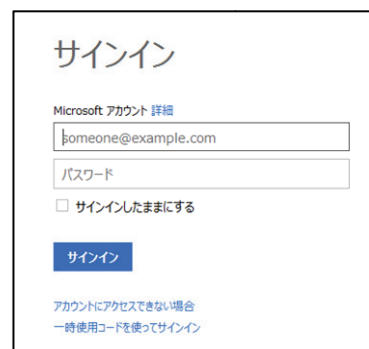 サインイン
Microsoft アカウント 詳細
someone@example.com
パスワード
サインインしたままにする
サインイン
アカウントにアクセスできない場合
一時使用コードを使ってサインイン